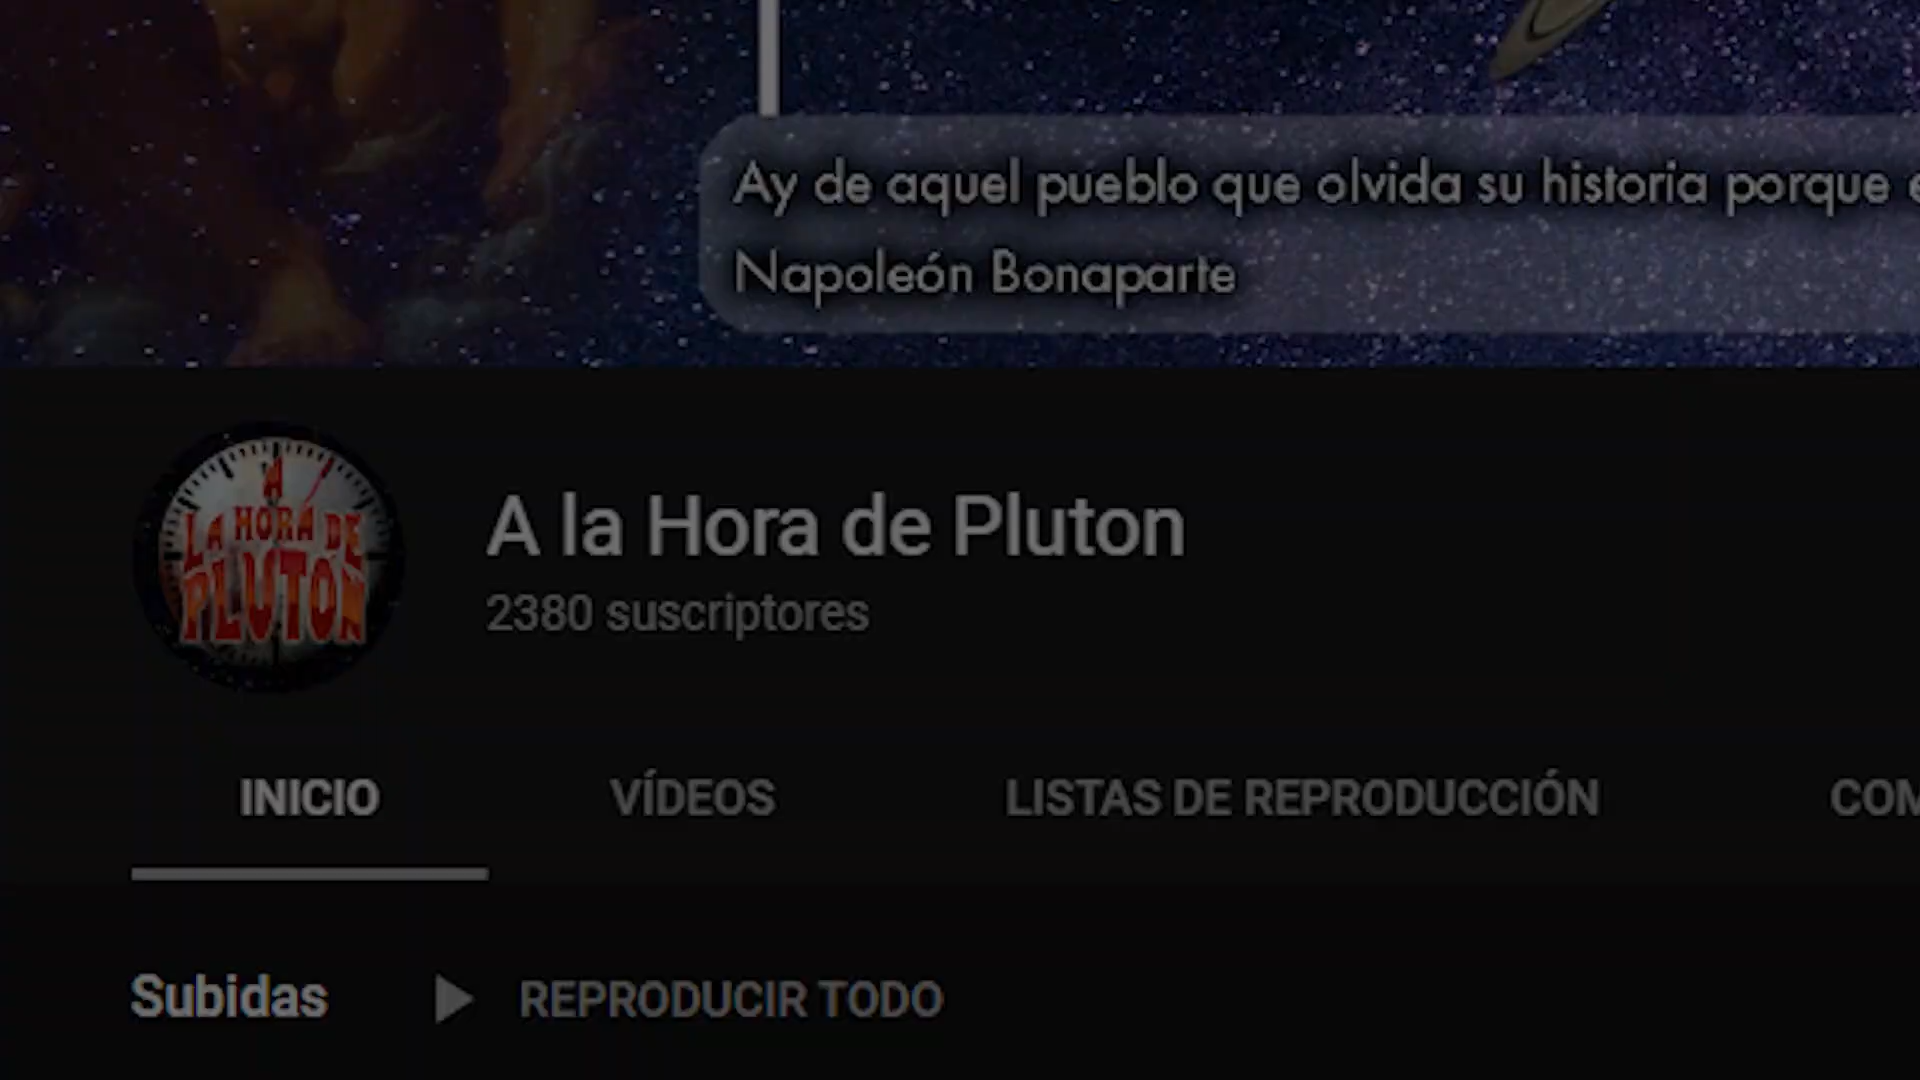 Ay de aquel pueblo que olvida su historia porque
Napoleón Bonaparte
A
LA HORA DE
PLUTON
A la Hora de Pluton
2380 suscriptores
INICIO
VÍDEOS
LISTAS DE REPRODUCCIÓN
COM
Subidas
REPRODUCIR TODO